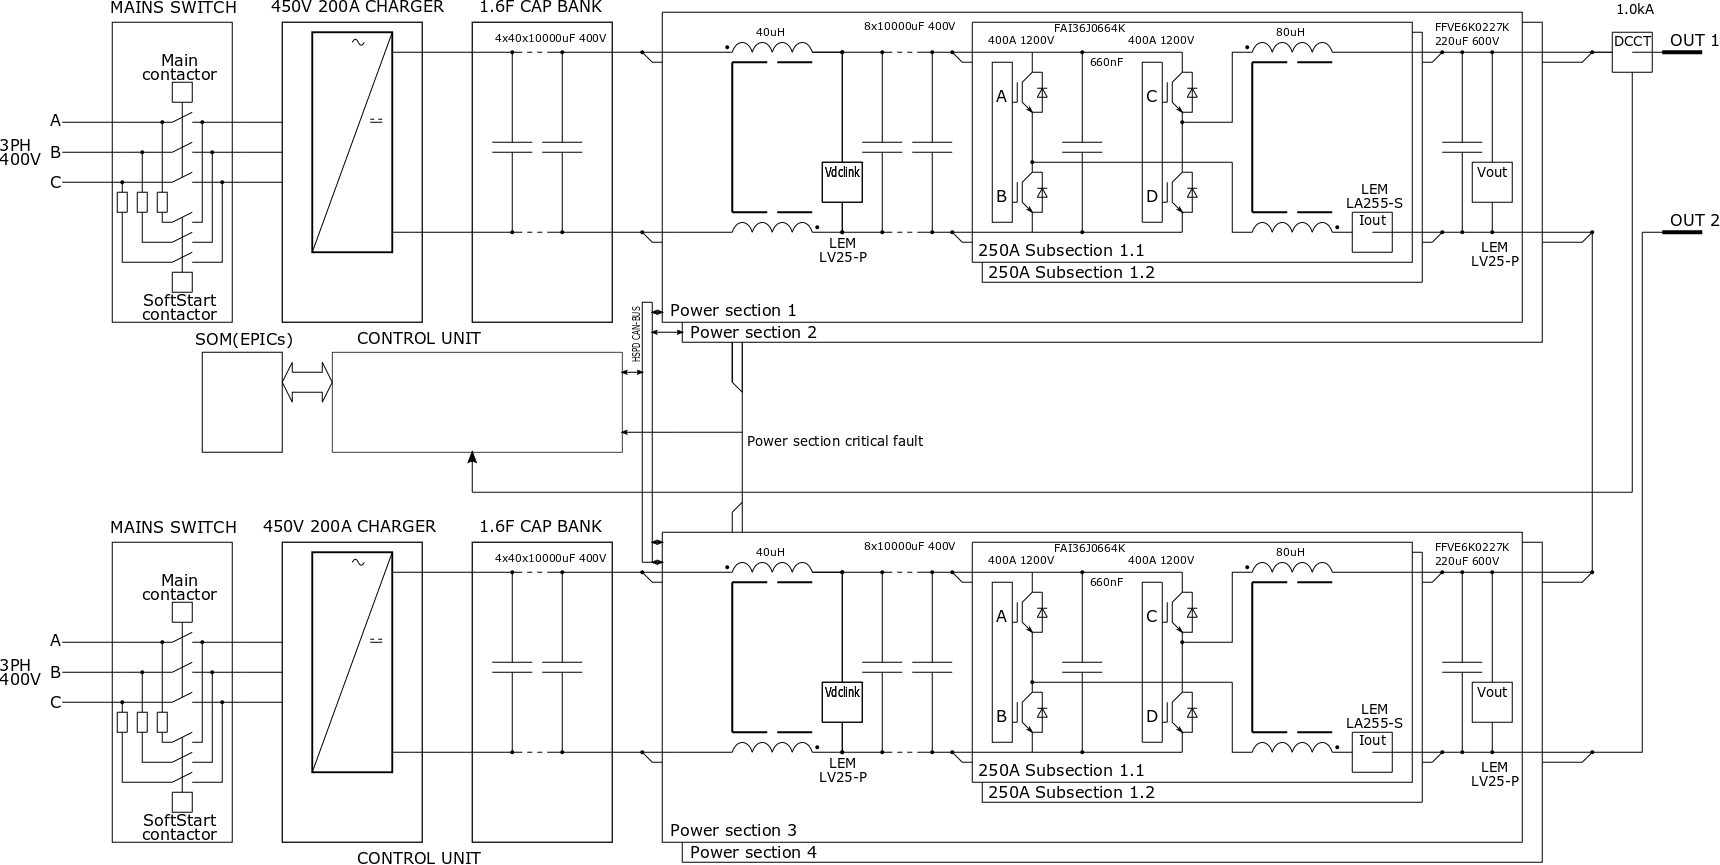 MAINS SWITCH
450V 200A CHARGER
1.6F CAP BANK
4x40x10000uF 400V
Main
contactor
A
3PH
B
400V
C
SoftStart
contactor
40uH
8x10000uF 400V
FAI36J0664K
400A 1200V
400A 1200V
660nF
80uH
FFVE6K0227K
220uF 600V
1.0kA
DCCT
OUT 1
A
C
B
D
Vdclink
LEM
LV25-P
LEM
LA255-S
Iout
Vout
LEM
LV25-P
OUT 2
250A Subsection 1.1
250A Subsection 1.2
Power section 1
Power section 2
HSPD CAN-BUS
SOM(EPICs)
CONTROL UNIT
Power section critical fault
MAINS SWITCH
450V 200A CHARGER
1.6F CAP BANK
4x40x10000uF 400V
Main
contactor
A
3PH
B
400V
C
SoftStart
contactor
CONTROL UNIT
40uH
8x10000uF 400V
FAI36J0664K
400A 1200V
400A 1200V
660nF
80uH
FFVE6K0227K
220uF 600V
A
C
B
D
Vdclink
LEM
LV25-P
LEM
LA255-S
Iout
Vout
LEM
LV25-P
250A Subsection 1.1
250A Subsection 1.2
Power section 3
Power section 4